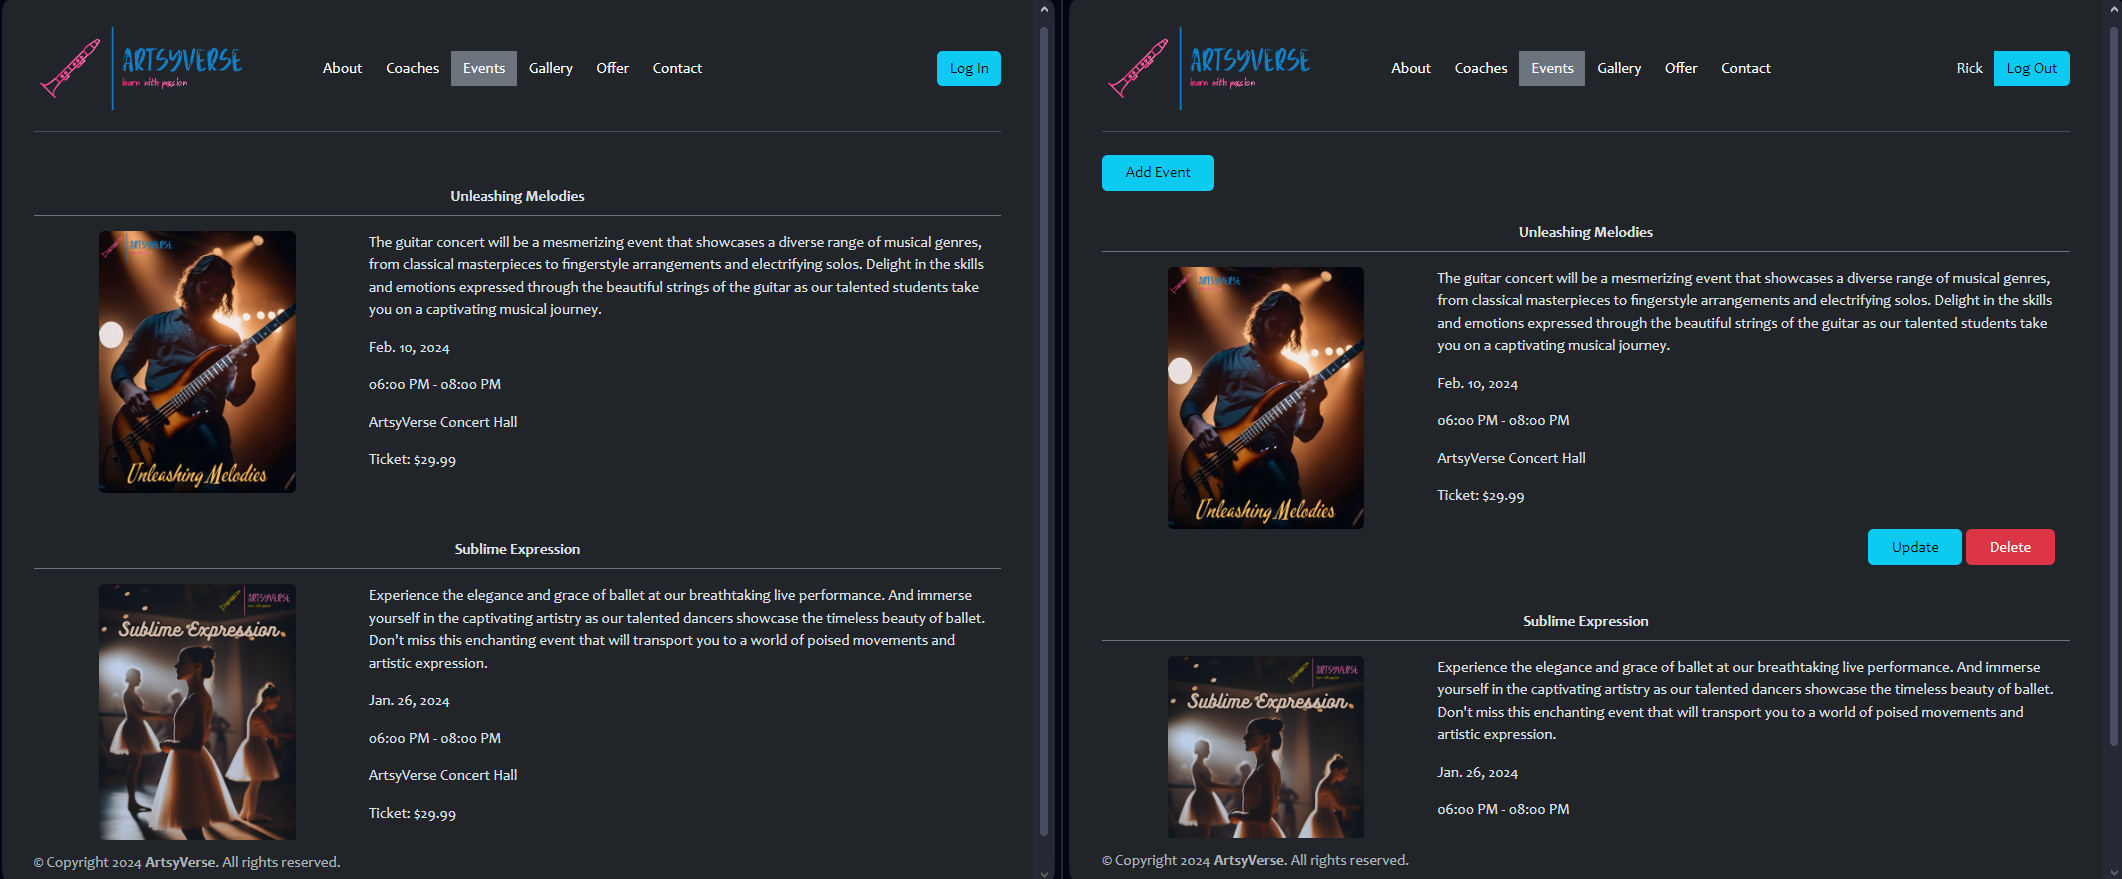 ARTSYVERSE
learn with passion
About Coaches Events Gallery Offer Contact
Log In
Unleashing Melodies
ARTSYVERSE
The guitar concert will be a mesmerizing event that showcases a diverse range of musical genres,
from classical masterpieces to fingerstyle arrangements and electrifying solos. Delight in the skills
and emotions expressed through the beautiful strings of the guitar as our talented students take
you on a captivating musical journey.
Feb. 10, 2024
06:00 PM - 08:00 PM
ArtsyVerse Concert Hall
Ticket: $29.99
Unleashing Melodies
Sublime Expression
ARTSYVERSE
Sublime Expression
Experience the elegance and grace of ballet at our breathtaking live performance. And immerse
yourself in the captivating artistry as our talented dancers showcase the timeless beauty of ballet.
Don't miss this enchanting event that will transport you to a world of poised movements and
artistic expression.
Jan. 26, 2024
06:00 PM - 08:00 PM
ArtsyVerse Concert Hall
Ticket: $29.99
© Copyright 2024 ArtsyVerse. All rights reserved.
ARTSYVERSE
learn with passion
About Coaches Events Gallery Offer Contact
Rick Log Out
Add Event
Unleashing Melodies
ARTSYVERSE
The guitar concert will be a mesmerizing event that showcases a diverse range of musical genres,
from classical masterpieces to fingerstyle arrangements and electrifying solos. Delight in the skills
and emotions expressed through the beautiful strings of the guitar as our talented students take
you on a captivating musical journey.
Feb. 10, 2024
06:00 PM - 08:00 PM
ArtsyVerse Concert Hall
Ticket: $29.99
Unleashing Melodies
Update Delete
Sublime Expression
ARTSYVERSE
Sublime Expression
Experience the elegance and grace of ballet at our breathtaking live performance. And immerse
yourself in the captivating artistry as our talented dancers showcase the timeless beauty of ballet.
Don't miss this enchanting event that will transport you to a world of poised movements and
artistic expression.
Jan. 26, 2024
06:00 PM - 08:00 PM
© Copyright 2024 ArtsyVerse. All rights reserved.